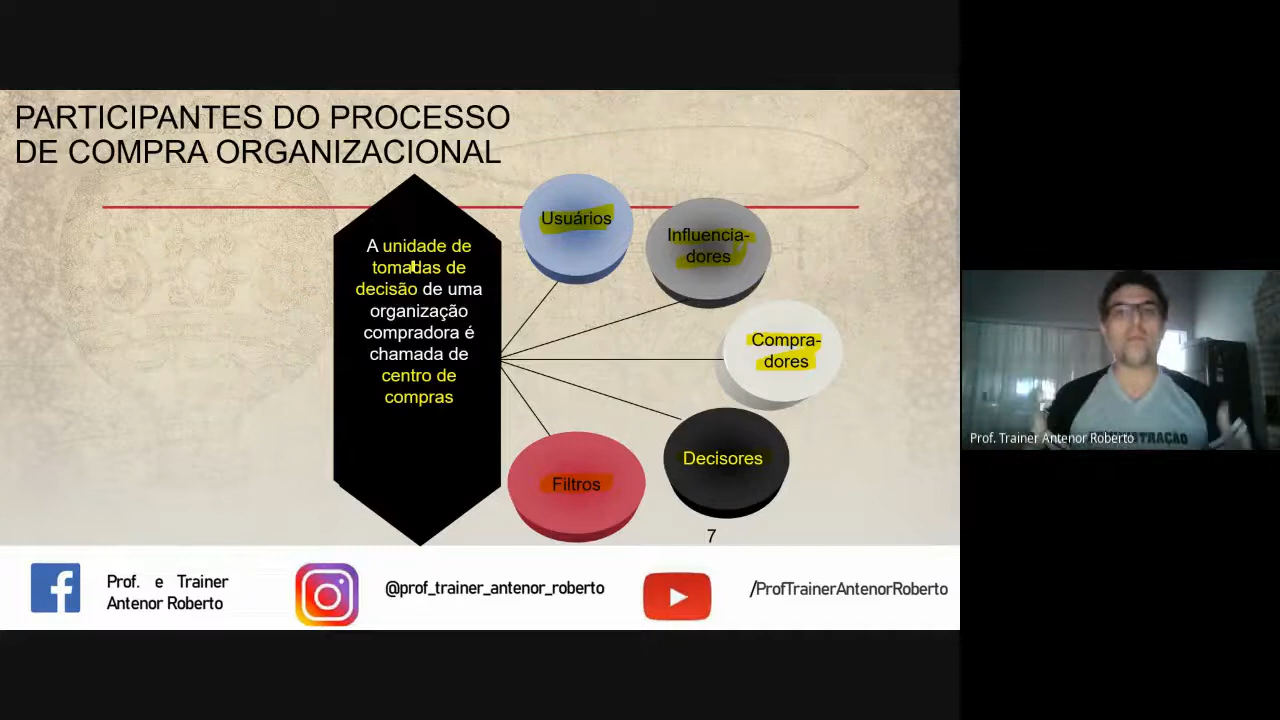 PARTICIPANTES DO PROCESSO
DE COMPRA ORGANIZACIONAL
A unidade de
tomadas de
decisão de uma
organização
compradora é
chamada de
centro de
compras
Usuários
Influencia-
dores
Compra-
dores
Decisores
Filtros
7
Prof. e Trainer
Antenor Roberto
@prof_trainer_antenor_roberto
/ProfTrainerAntenorRoberto
Prof. Trainer Antenor Roberto